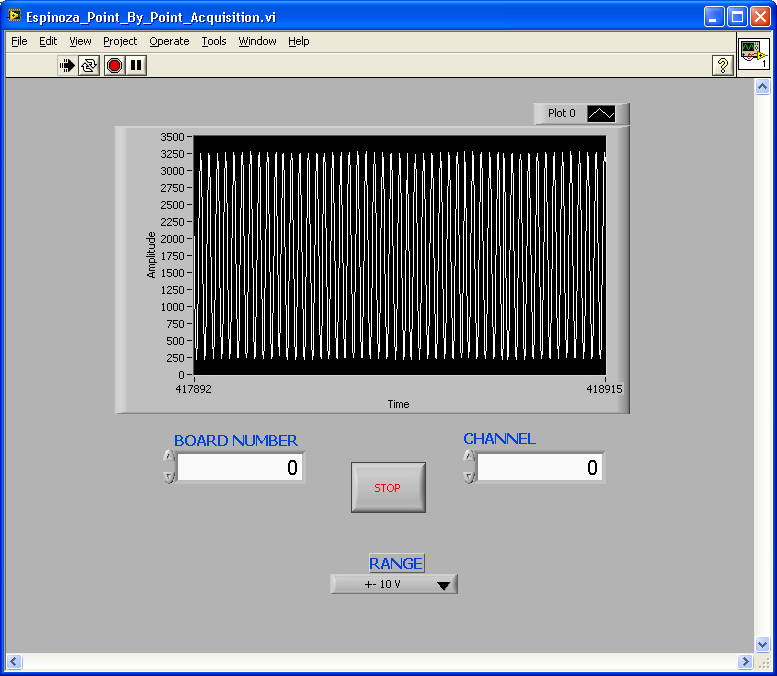 Espinoza_Point_By_Point_Acquisition.vi
File Edit View Project Operate Tools Window Help
?
1
Plot 0
3500
3250
3000
2750
2500
2250
2000
1750
1500
1250
1000
750
500
250
0
Amplitude
417892 418915
Time
BOARD NUMBER
0
CHANNEL
0
STOP
RANGE
+- 10 V